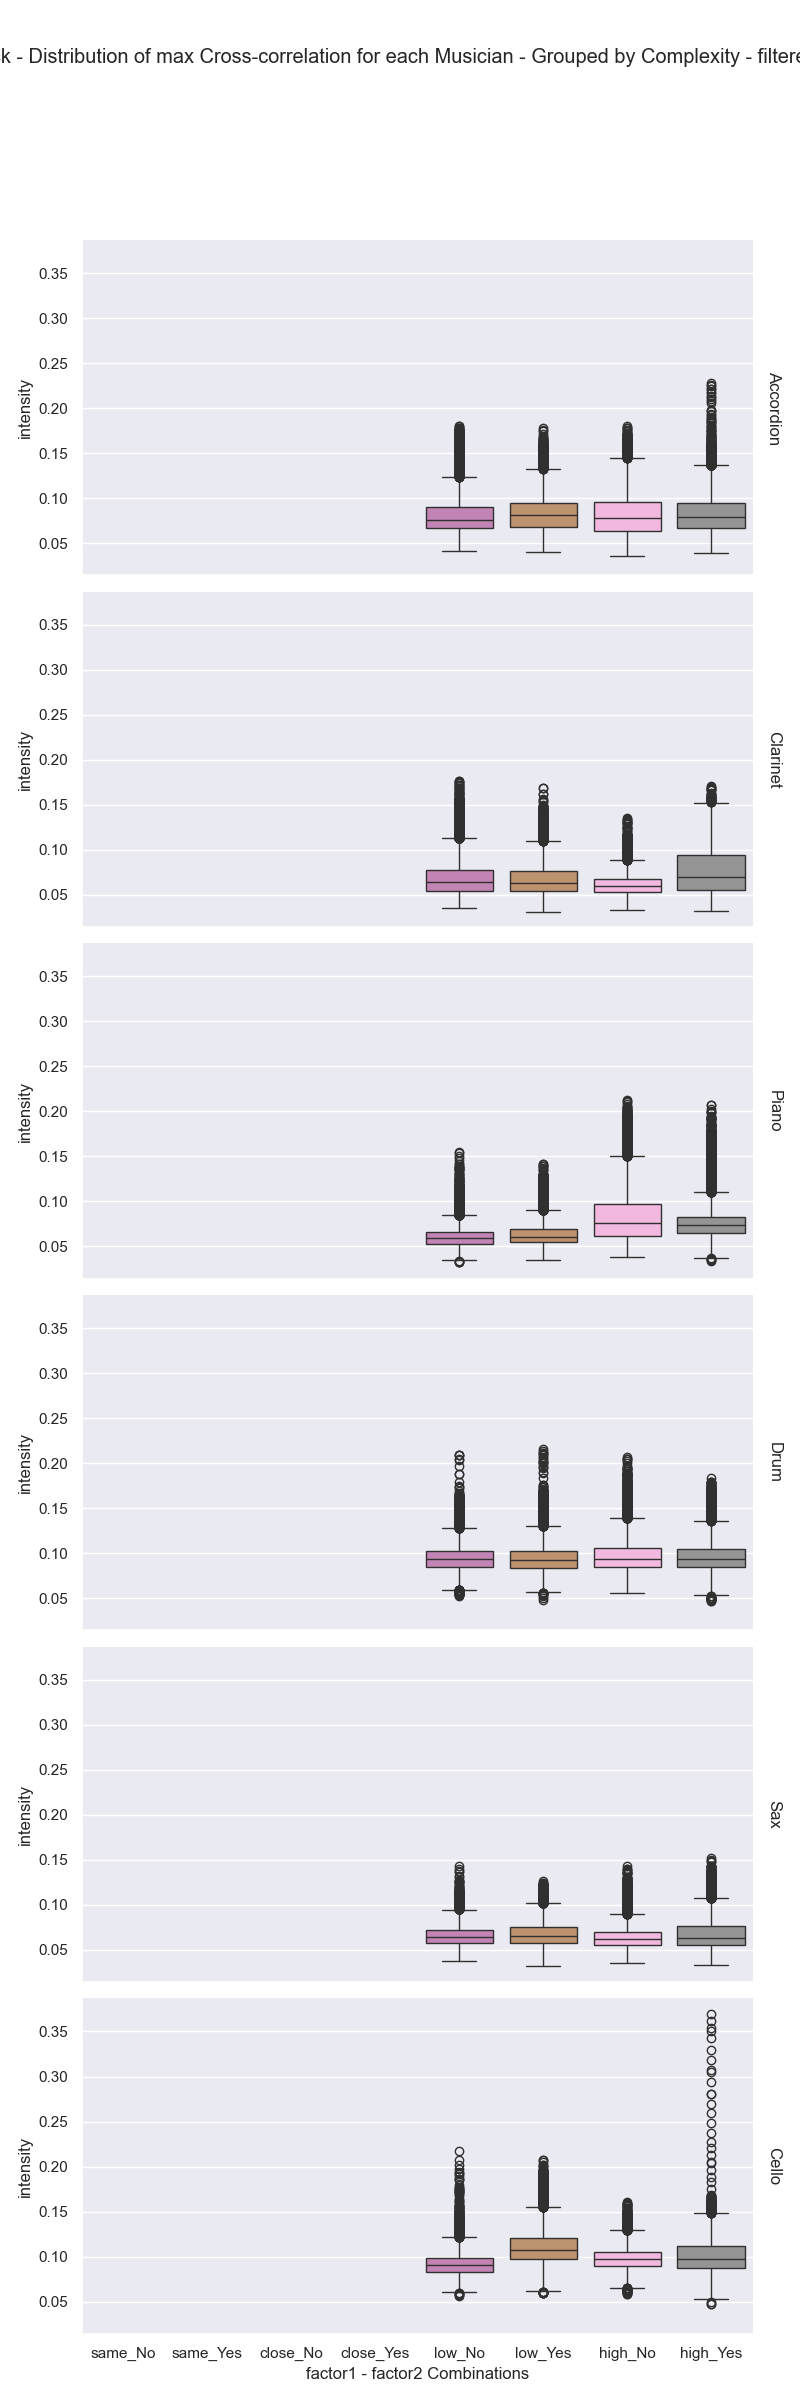 k - Distribution of max Cross-correlation for each Musician - Grouped by Complexity - filtere
0.35
0.30
0.25
0.20
0.15
0.10
0.05
intensity
Accordion
0.35
0.30
0.25
0.20
0.15
0.10
0.05
intensity
Clarinet
0.35
0.30
0.25
0.20
0.15
0.10
0.05
intensity
Piano
0.35
0.30
0.25
0.20
0.15
0.10
0.05
intensity
Drum
0.35
0.30
0.25
0.20
0.15
0.10
0.05
intensity
Sax
0.35
0.30
0.25
0.20
0.15
0.10
0.05
intensity
Cello
same_No same_Yes close_No close_Yes low_No low_Yes high_No high_Yes
factor1 - factor2 Combinations